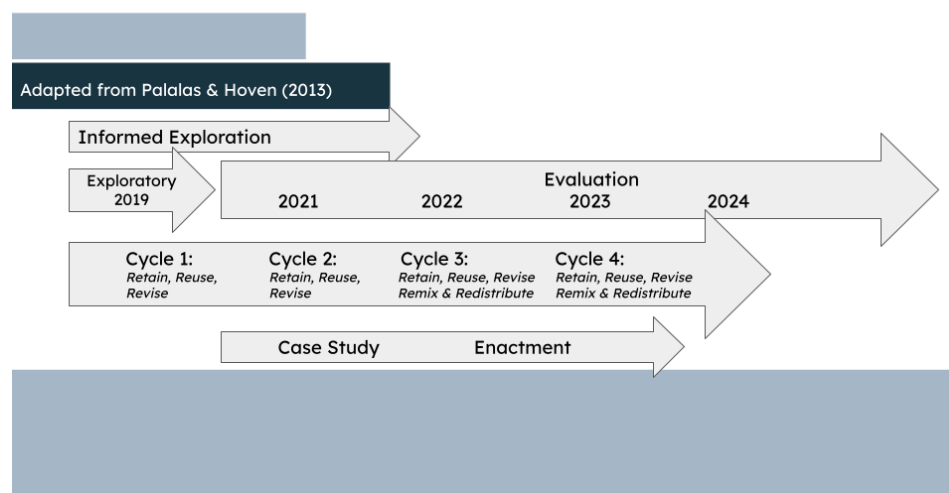 Adapted from Palalas & Hoven (2013)
Informed Exploration
Exploratory
2019
Evaluation
2021 2022 2023 2024
Cycle 1:
Retain, Reuse,
Revise
Cycle 2:
Retain, Reuse,
Revise
Cycle 3:
Retain, Reuse, Revise
Remix & Redistribute
Cycle 4:
Retain, Reuse, Revise
Remix & Redistribute
Case Study Enactment